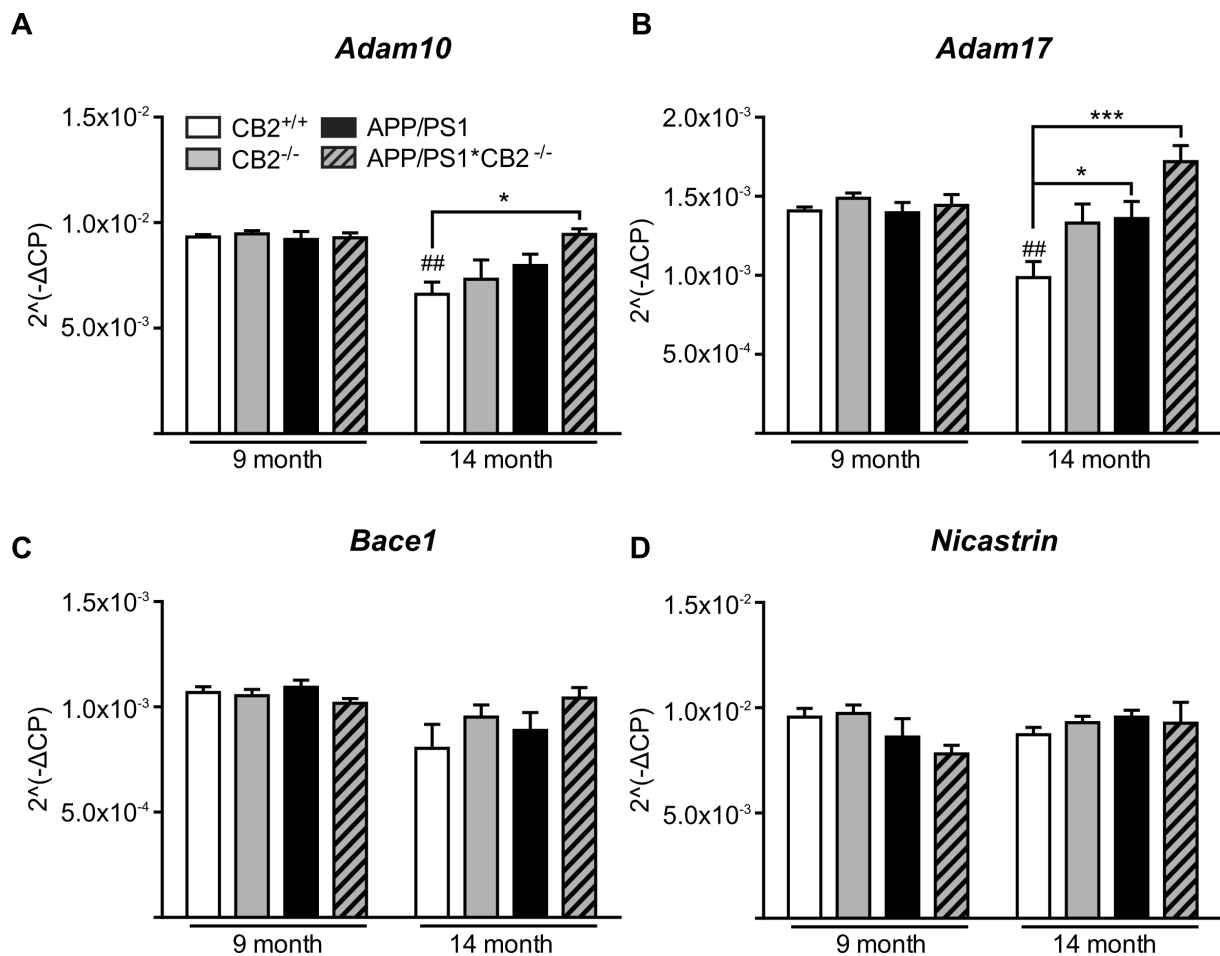 A
Adam10
2^(-ΔCP)
1.5x10⁻²
1.0x10⁻²
5.0x10⁻³
CB2⁺/⁺
APP/PS1
CB2⁻/⁻
APP/PS1*CB2 ⁻/⁻
*
##
9 month
14 month
B
Adam17
2^(-ΔCP)
2.0x10⁻³
1.5x10⁻³
1.0x10⁻³
5.0x10⁻⁴
***
*
##
9 month
14 month
C
Bace1
2^(-ΔCP)
1.5x10⁻³
1.0x10⁻³
5.0x10⁻⁴
9 month
14 month
D
Nicastrin
2^(-ΔCP)
1.5x10⁻²
1.0x10⁻²
5.0x10⁻³
9 month
14 month